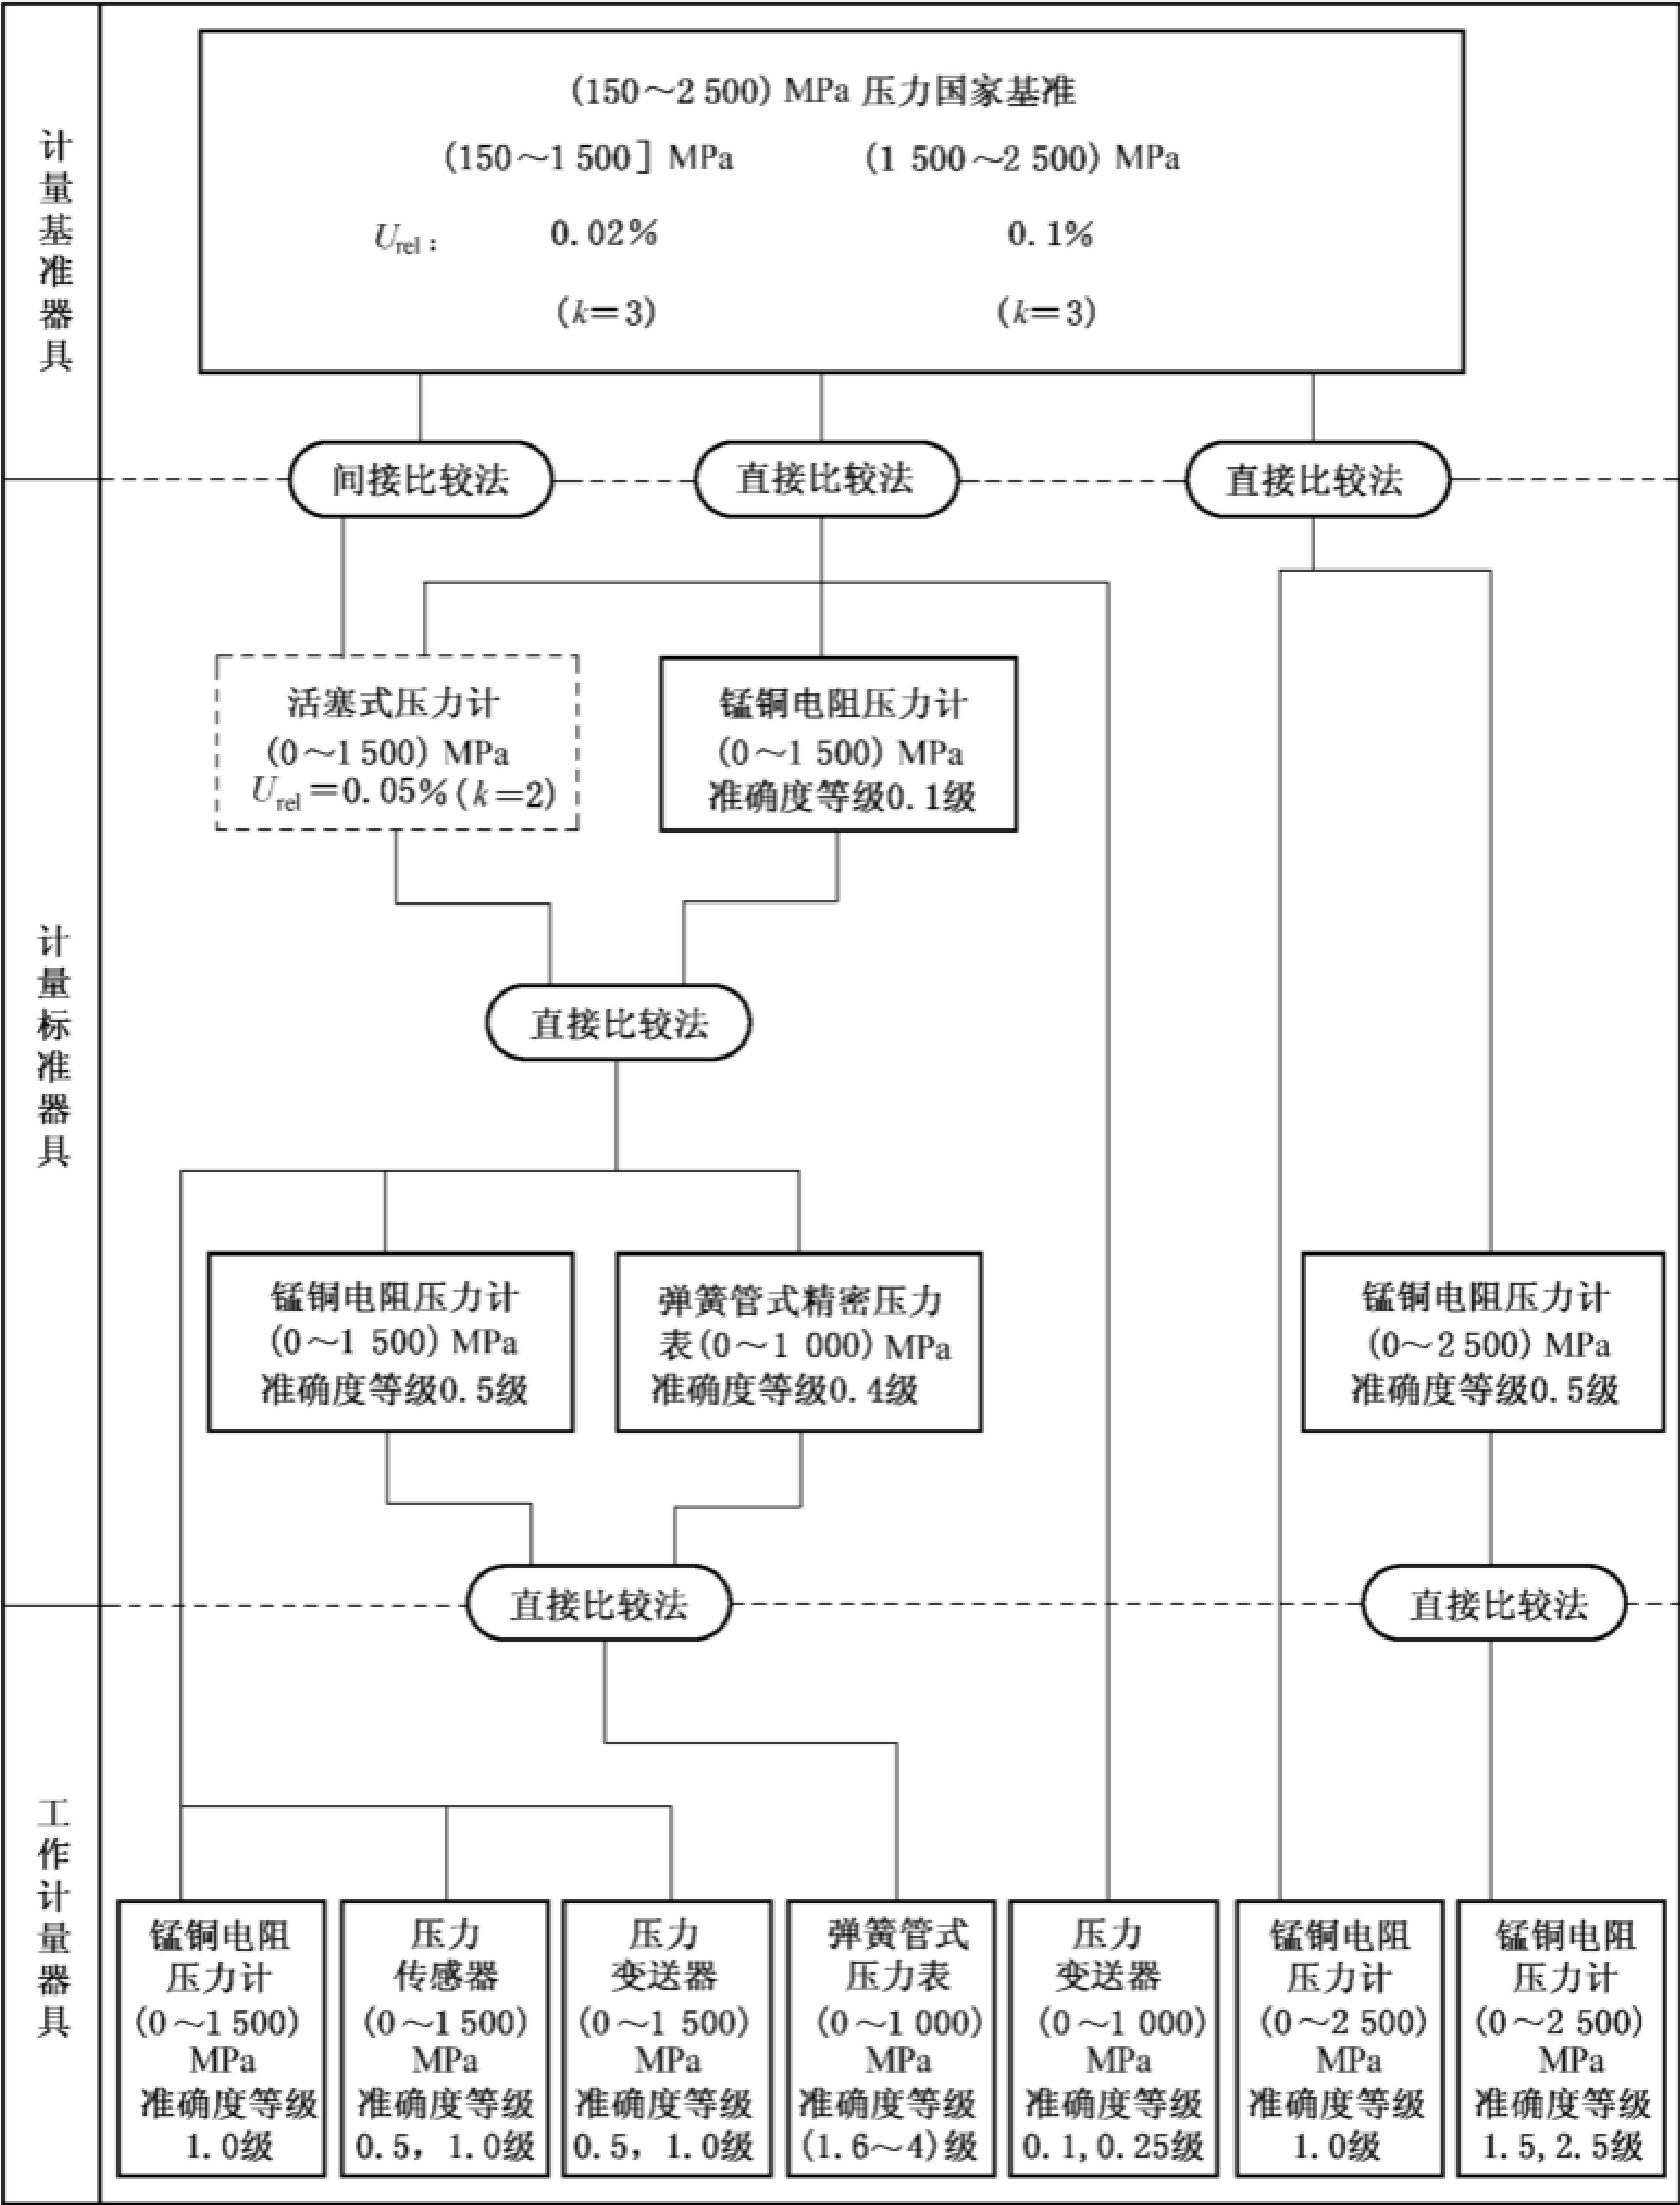 计量基准器具
(150～2 500) MPa 压力国家基准
(150～1 500] MPa
(1 500～2 500) MPa
Urel:
0.02%
0.1%
(k=3)
(k=3)
间接比较法
直接比较法
直接比较法
计量标准器具
活塞式压力计
(0～1 500) MPa
Urel=0.05%(k=2)
锰铜电阻压力计
(0～1 500) MPa
准确度等级0.1级
直接比较法
锰铜电阻压力计
(0～1 500) MPa
准确度等级0.5级
弹簧管式精密压力
表(0～1 000) MPa
准确度等级0.4级
锰铜电阻压力计
(0～2 500) MPa
准确度等级0.5级
直接比较法
直接比较法
工作计量器具
锰铜电阻
压力计
(0～1 500)
MPa
准确度等级
1.0级
压力
传感器
(0～1 500)
MPa
准确度等级
0.5，1.0级
压力
变送器
(0～1 500)
MPa
准确度等级
0.5，1.0级
弹簧管式
压力表
(0～1 000)
MPa
准确度等级
(1.6～4)级
压力
变送器
(0～1 000)
MPa
准确度等级
0.1,0.25级
锰铜电阻
压力计
(0～2 500)
MPa
准确度等级
1.0级
锰铜电阻
压力计
(0～2 500)
MPa
准确度等级
1.5,2.5级